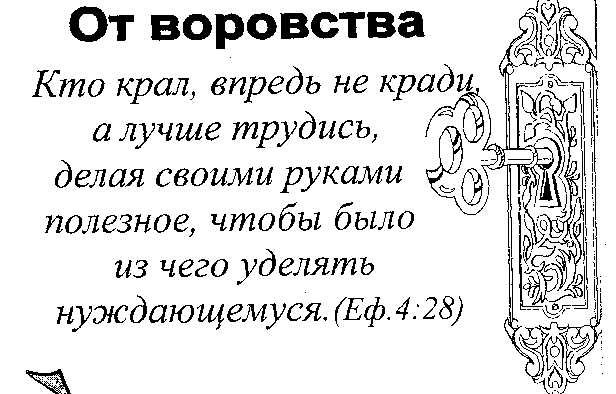 От воровства
Кто крал, впредь не кради,
а лучше трудись,
делая своими руками
полезное, чтобы было
из чего уделять
нуждающемуся. (Еф.4:28)